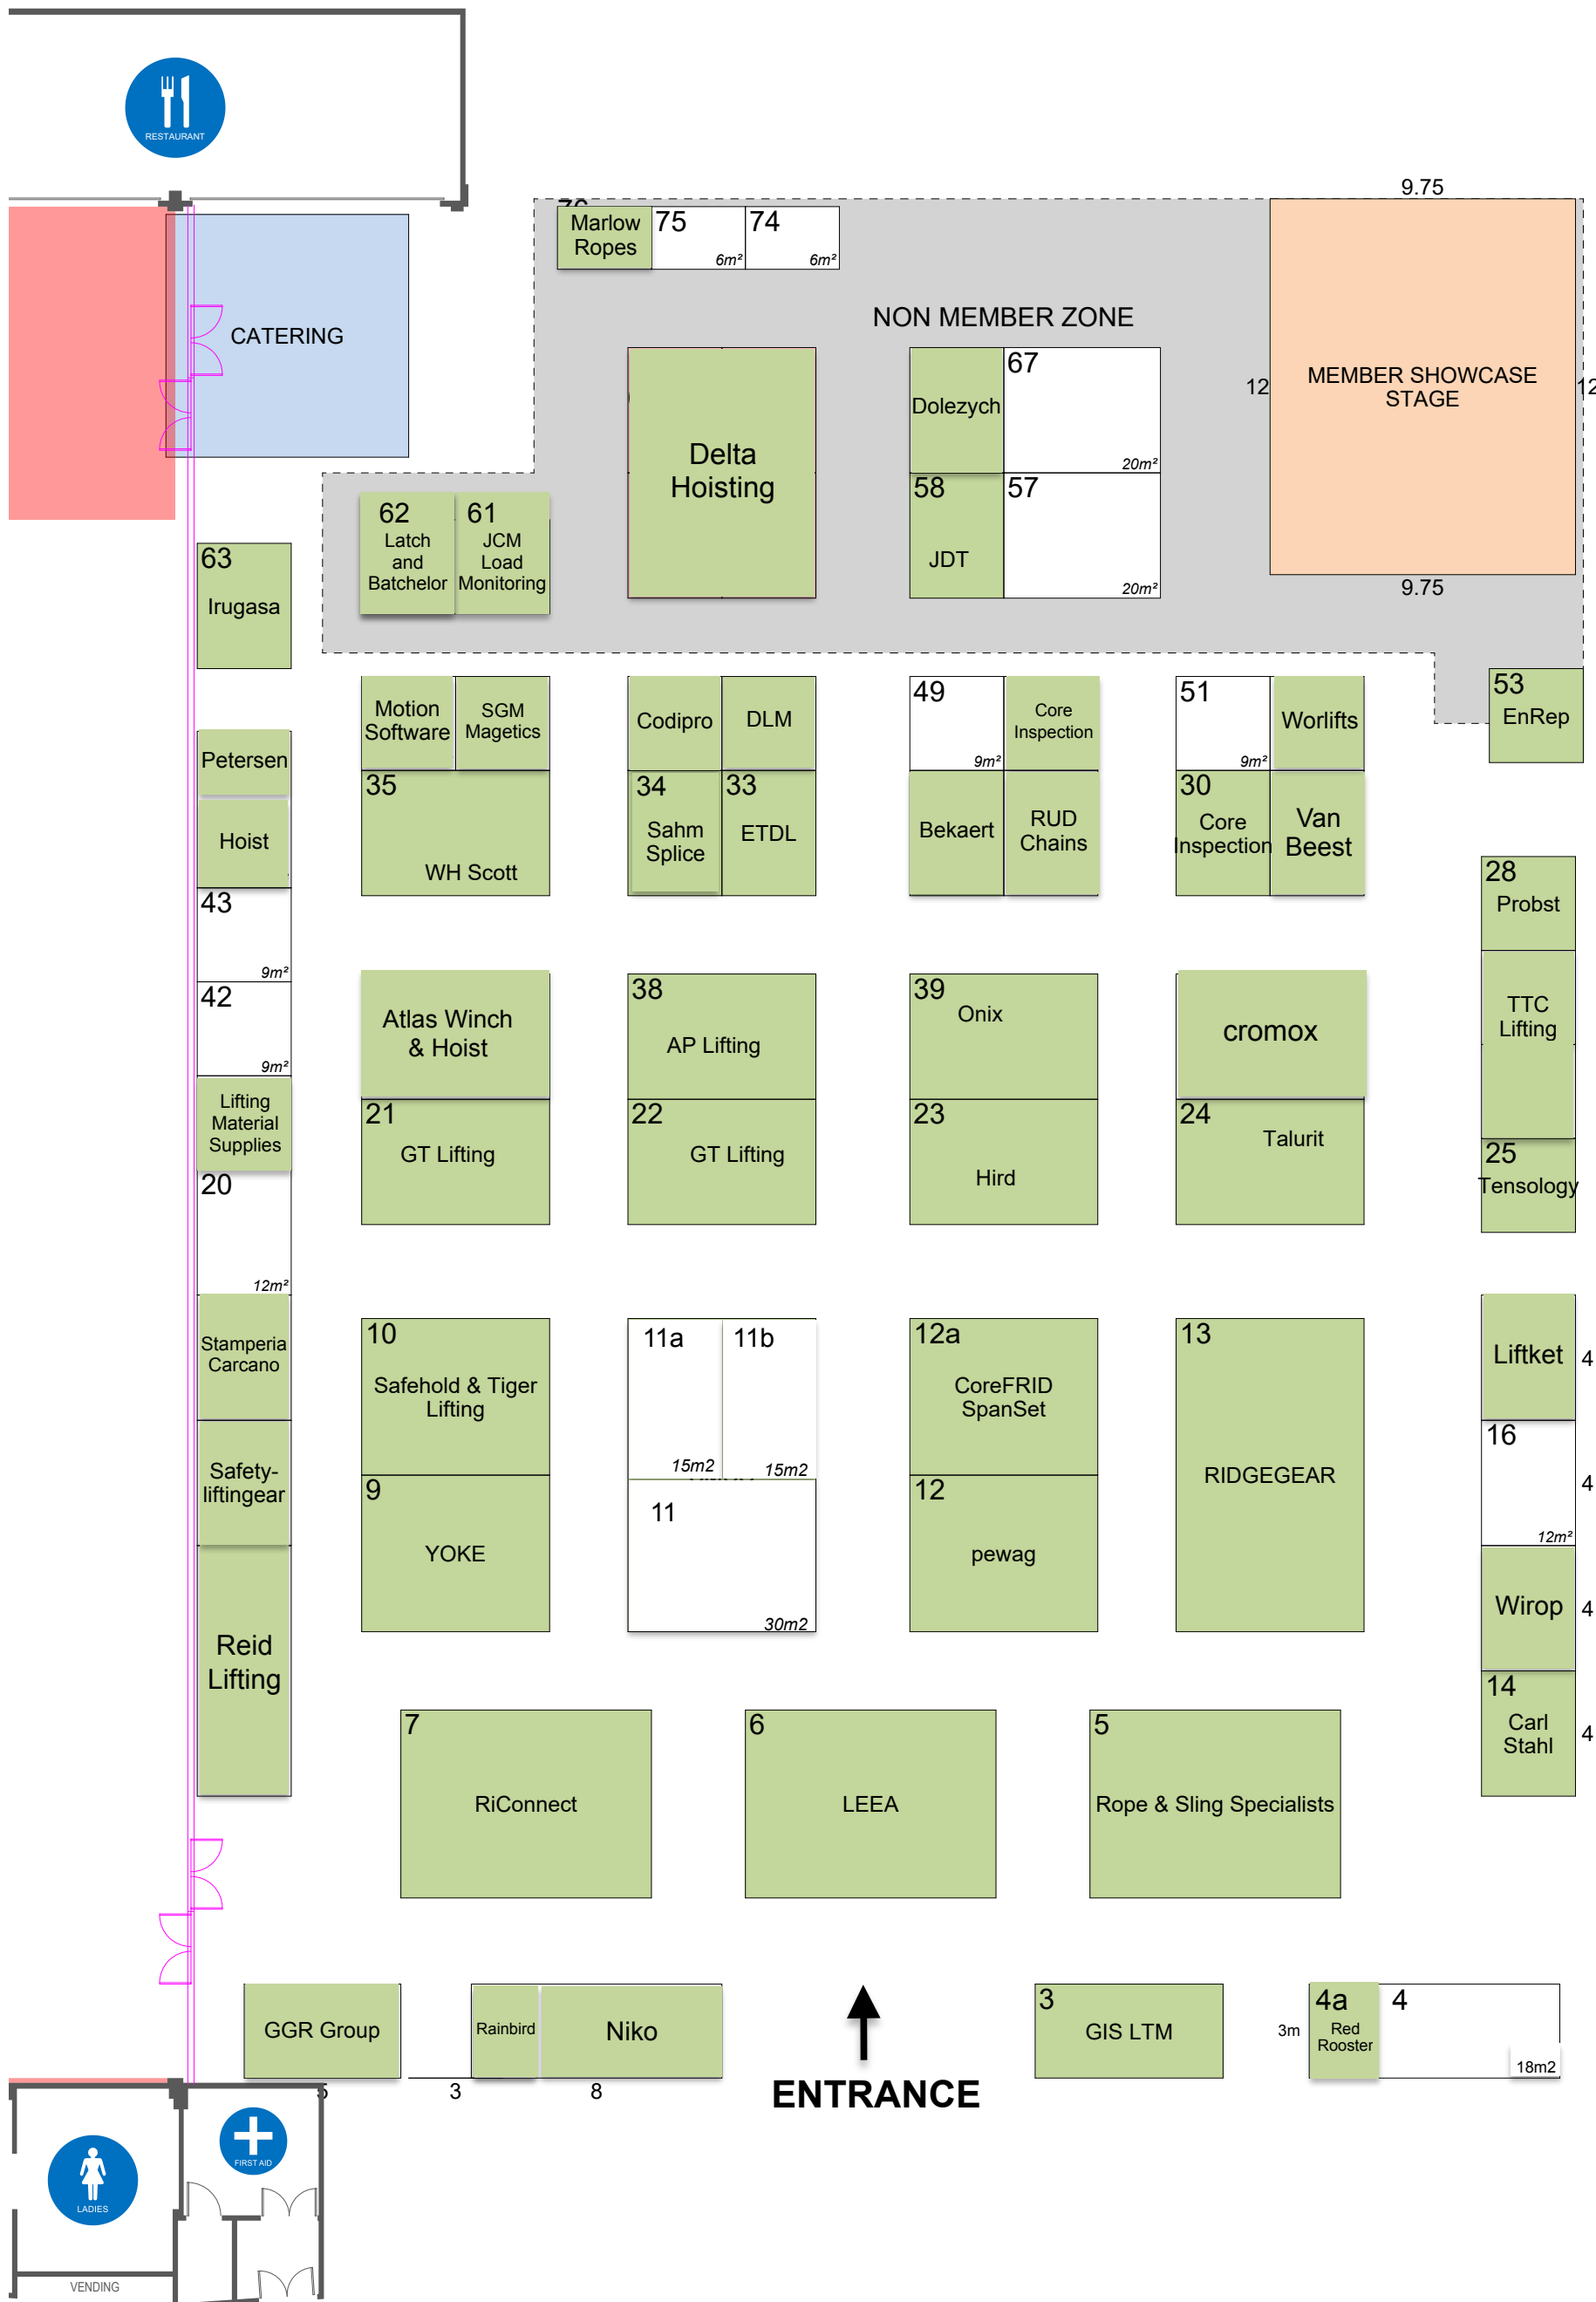 RESTAURANT
9.75
Marlow
Ropes
75
6m²
74
6m²
NON MEMBER ZONE
CATERING
12
MEMBER SHOWCASE
STAGE
12
9.75
Delta
Hoisting
Dolezych
67
20m²
58
JDT
57
20m²
62
Latch
and
Batchelor
61
JCM
Load
Monitoring
63
Irugasa
Motion
Software
SGM
Magetics
Codipro
DLM
49
9m²
Core
Inspection
51
9m²
Worlifts
53
EnRep
Petersen
Hoist
35
WH Scott
34
Sahm
Splice
33
ETDL
Bekaert
RUD
Chains
30
Core
Inspection
Van
Beest
28
Probst
43
9m²
42
9m²
Atlas Winch
& Hoist
38
AP Lifting
39
Onix
cromox
TTC
Lifting
Lifting
Material
Supplies
21
GT Lifting
22
GT Lifting
23
Hird
24
Talurit
25
Tensology
20
12m²
Stamperia
Carcano
10
Safehold & Tiger
Lifting
11a
15m2
11b
15m2
12a
CoreFRID
SpanSet
13
RIDGEGEAR
Liftket
4
Safety-
liftingear
9
YOKE
11
30m2
12
pewag
16
4
12m²
Wirop
4
Reid
Lifting
14
Carl
Stahl
4
7
RiConnect
6
LEEA
5
Rope & Sling Specialists
GGR Group
Rainbird
Niko
3
GIS LTM
3m
4a
Red
Rooster
4
18m2
5
3
8
ENTRANCE
FIRST AID
LADIES
VENDING